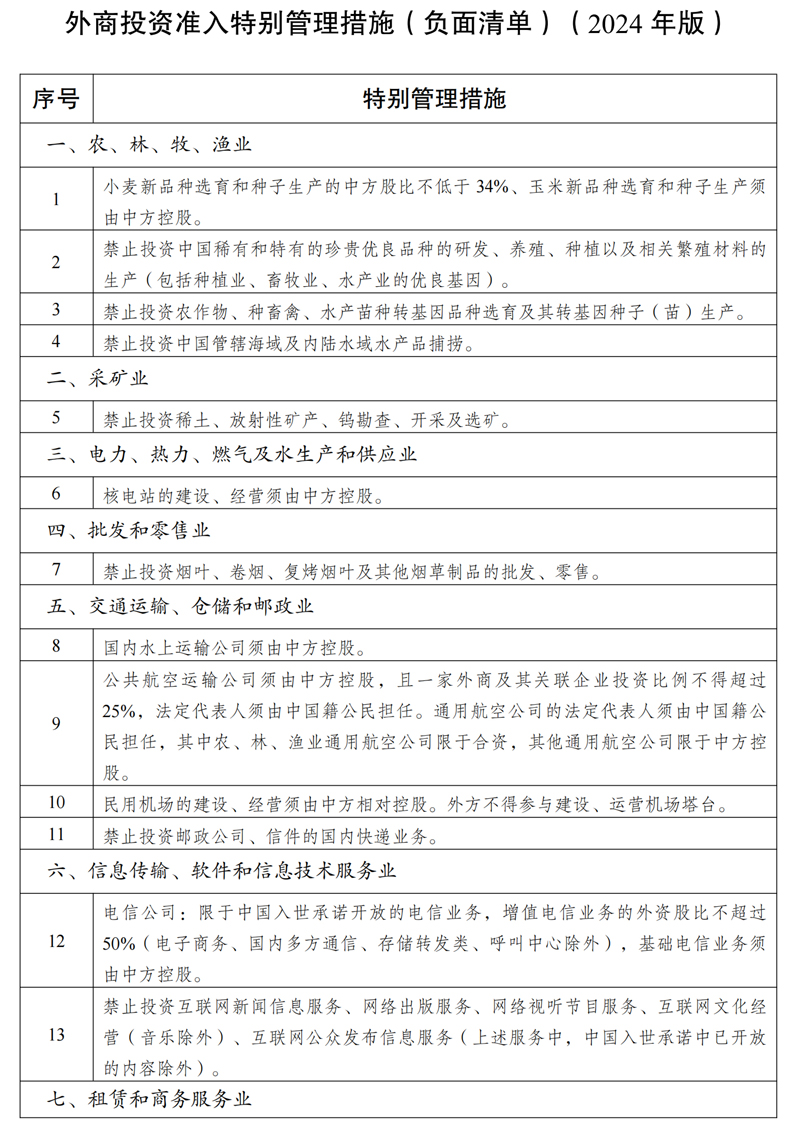 外商投资准入特别管理措施（负面清单）（2024 年版）
序号 特别管理措施
一、农、林、牧、渔业
1 小麦新品种选育和种子生产的中方股比不低于 34%、玉米新品种选育和种子生产须
由中方控股。
2 禁止投资中国稀有和特有的珍贵优良品种的研发、养殖、种植以及相关繁殖材料的
生产（包括种植业、畜牧业、水产业的优良基因）。
3 禁止投资农作物、种畜禽、水产苗种转基因品种选育及其转基因种子（苗）生产。
4 禁止投资中国管辖海域及内陆水域水产品捕捞。
二、采矿业
5 禁止投资稀土、放射性矿产、钨勘查、开采及选矿。
三、电力、热力、燃气及水生产和供应业
6 核电站的建设、经营须由中方控股。
四、批发和零售业
7 禁止投资烟叶、卷烟、复烤烟叶及其他烟草制品的批发、零售。
五、交通运输、仓储和邮政业
8 国内水上运输公司须由中方控股。
9 公共航空运输公司须由中方控股，且一家外商及其关联企业投资比例不得超过
25%，法定代表人须由中国籍公民担任。通用航空公司的法定代表人须由中国籍公
民担任，其中农、林、渔业通用航空公司限于合资，其他通用航空公司限于中方控
股。
10 民用机场的建设、经营须由中方相对控股。外方不得参与建设、运营机场塔台。
11 禁止投资邮政公司、信件的国内快递业务。
六、信息传输、软件和信息技术服务业
12 电信公司：限于中国入世承诺开放的电信业务，增值电信业务的外资股比不超过
50%（电子商务、国内多方通信、存储转发类、呼叫中心除外），基础电信业务须
由中方控股。
13 禁止投资互联网新闻信息服务、网络出版服务、网络视听节目服务、互联网文化经
营（音乐除外）、互联网公众发布信息服务（上述服务中，中国入世承诺中已开放
的内容除外）。
七、租赁和商务服务业